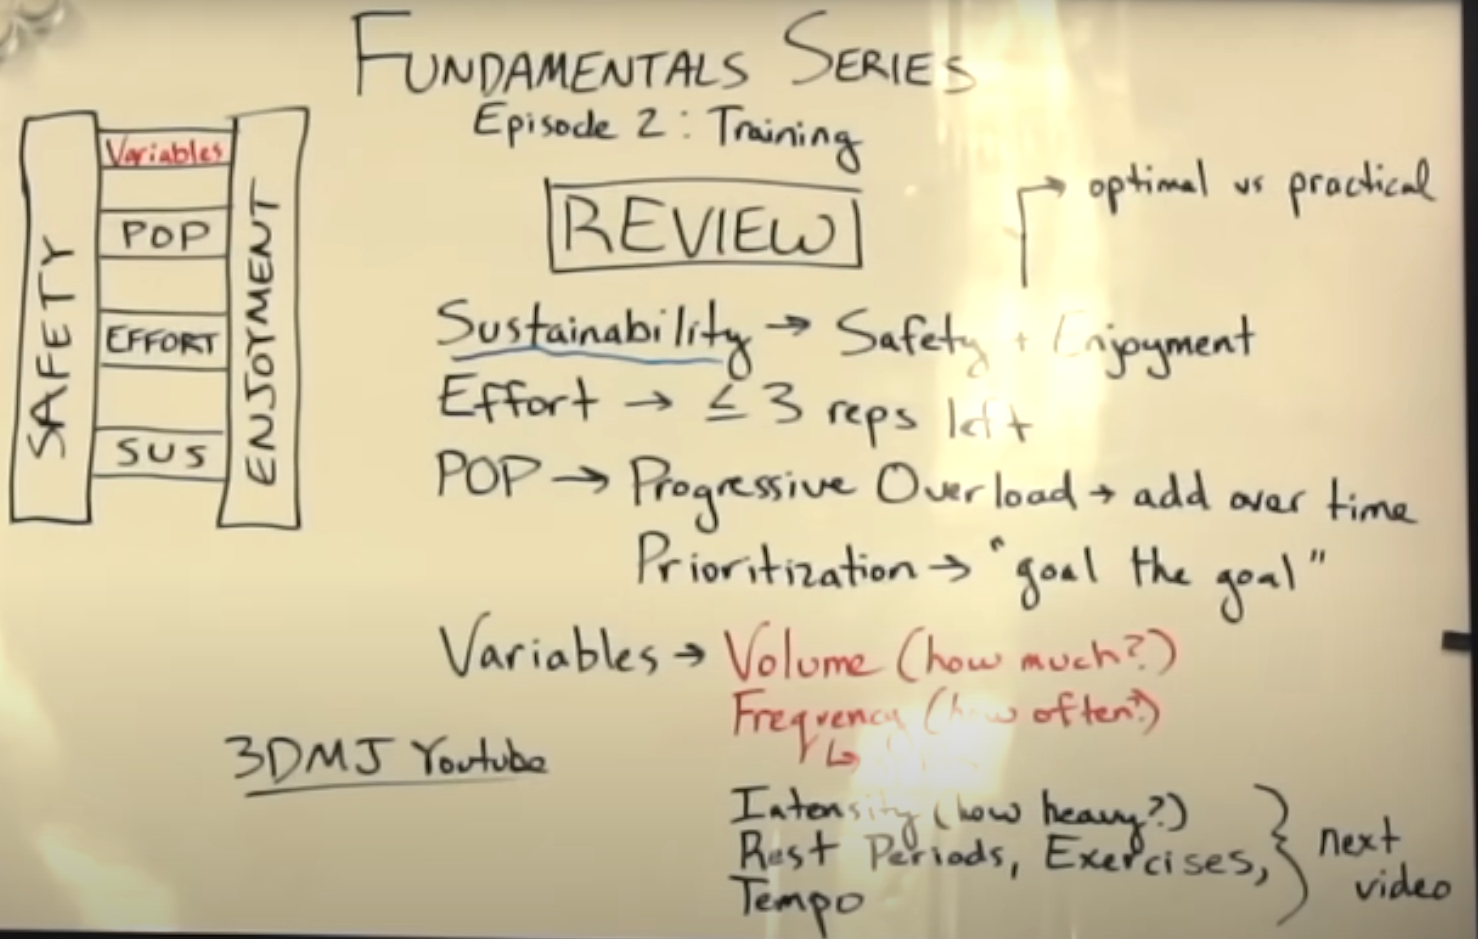 FUNDAMENTALS SERIES
Episode 2: Training
REVIEW
optimal vs practical
Variables
POP
EFFORT
SUS
SAFETY
ENJOYMENT
Sustainability → Safety + Enjoyment
Effort → ≤ 3 reps left
POP → Progressive Overload → add over time
Prioritization → "goal the goal"
Variables → Volume (how much?)
Frequency (how often?)
3DMJ Youtube
Intensity (how heavy?)
Rest Periods, Exercises,
Tempo
next
video